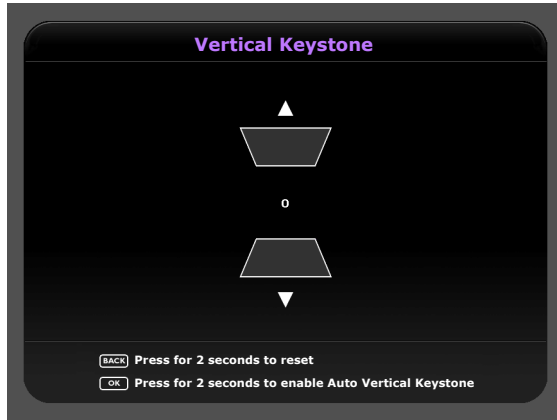 Vertical Keystone
0
BACK Press for 2 seconds to reset
OK Press for 2 seconds to enable Auto Vertical Keystone